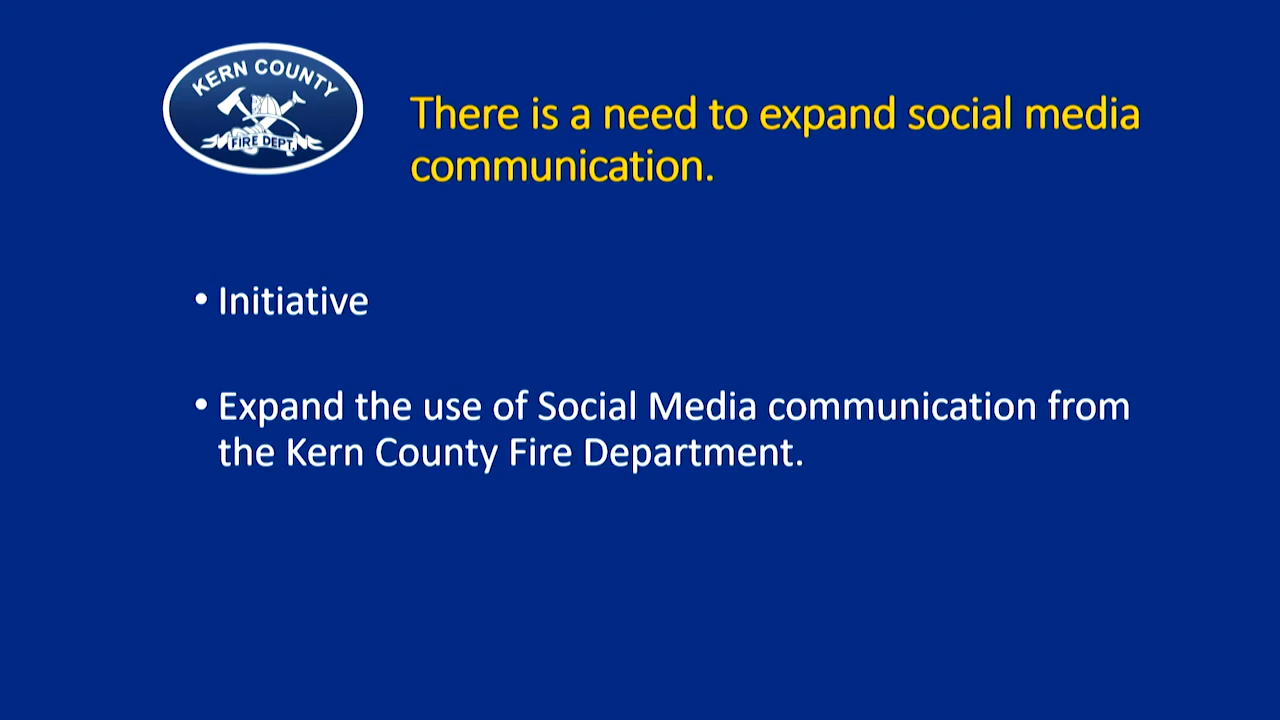 KERN COUNTY
FIRE DEPT.
There is a need to expand social media
communication.
• Initiative
• Expand the use of Social Media communication from
the Kern County Fire Department.